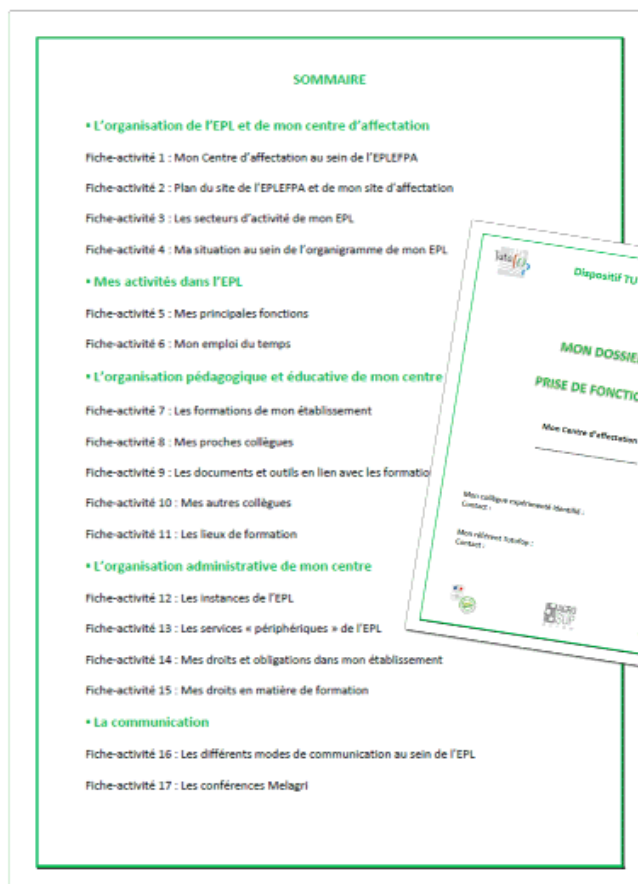 SOMMAIRE
• L'organisation de l'EPL et de mon centre d'affectation
Fiche-activité 1 : Mon Centre d'affectation au sein de l'EPLEFPA
Fiche-activité 2 : Plan du site de l'EPLEFPA et de mon site d'affectation
Fiche-activité 3 : Les secteurs d'activité de mon EPL
Fiche-activité 4 : Ma situation au sein de l'organigramme de mon EPL
• Mes activités dans l'EPL
Fiche-activité 5 : Mes principales fonctions
Fiche-activité 6 : Mon emploi du temps
• L'organisation pédagogique et éducative de mon centre
Fiche-activité 7 : Les formations de mon établissement
Fiche-activité 8 : Mes proches collègues
Fiche-activité 9 : Les documents et outils en lien avec les formatio
Fiche-activité 10 : Mes autres collègues
Fiche-activité 11 : Les lieux de formation
• L'organisation administrative de mon centre
Fiche-activité 12 : Les instances de l'EPL
Fiche-activité 13 : Les services « périphériques » de l'EPL
Fiche-activité 14 : Mes droits et obligations dans mon établissement
Fiche-activité 15 : Mes droits en matière de formation
• La communication
Fiche-activité 16 : Les différents modes de communication au sein de l'EPL
Fiche-activité 17 : Les conférences Melagri
Dispositif TU
MON DOSSIE
PRISE DE FONCTIO
Mon Centre d'affectation
Mon collègue expérimenté identifié :
Contact :
Mon référent tutofop :
Contact :
AGRO
SUP